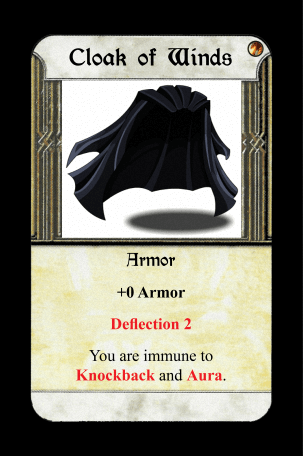 Cloak of Winds
Armor
+0 Armor
Deflection 2
You are immune to
Knockback and Aura.